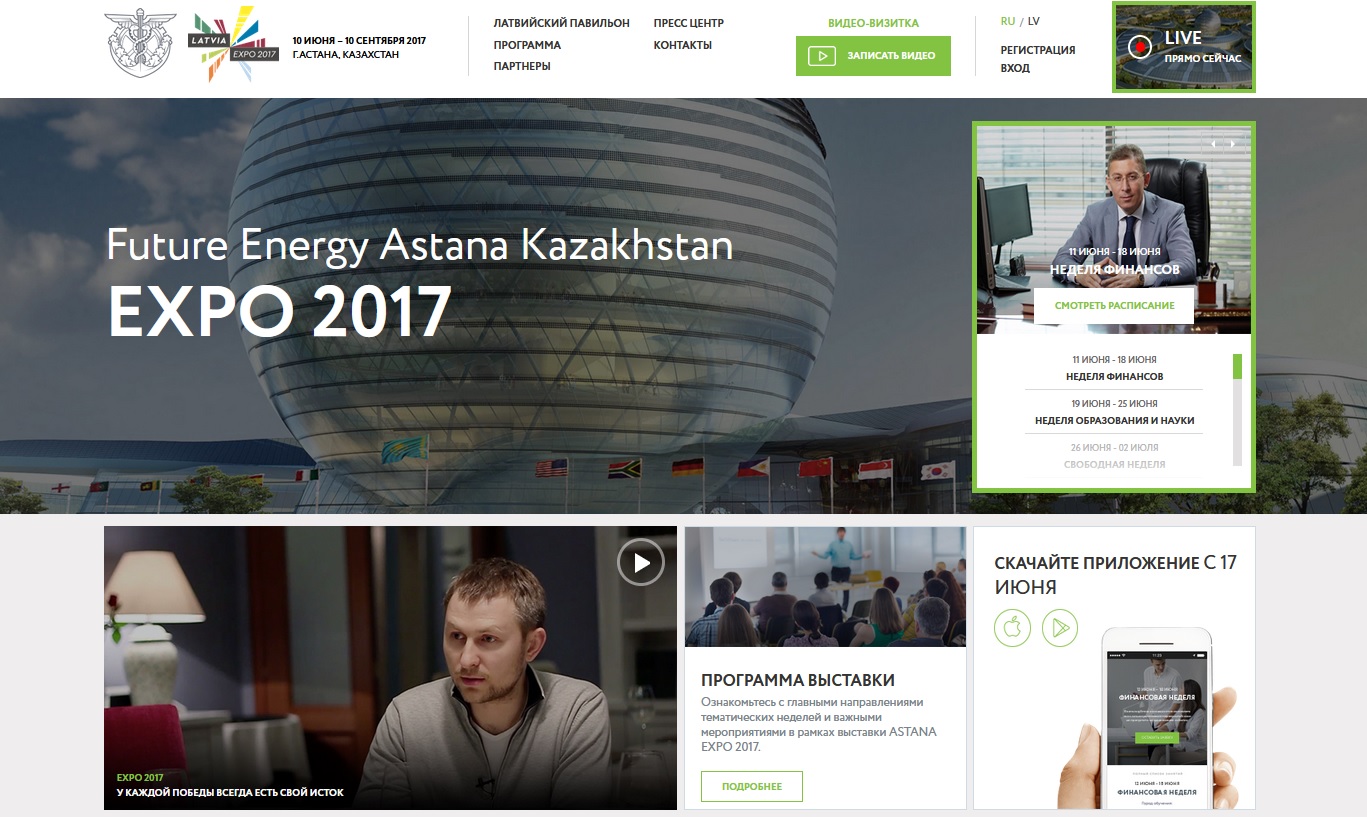 LATVIA
EXPO 2017
10 ИЮНЯ – 10 СЕНТЯБРЯ 2017
Г.АСТАНА, КАЗАХСТАН
ЛАТВИЙСКИЙ ПАВИЛЬОН
ПРОГРАММА
ПАРТНЕРЫ
ПРЕСС ЦЕНТР
КОНТАКТЫ
ВИДЕО-ВИЗИТКА
ЗАПИСАТЬ ВИДЕО
RU / LV
РЕГИСТРАЦИЯ
ВХОД
LIVE
ПРЯМО СЕЙЧАС
Future Energy Astana Kazakhstan
EXPO 2017
11 ИЮНЯ - 18 ИЮНЯ
НЕДЕЛЯ ФИНАНСОВ
СМОТРЕТЬ РАСПИСАНИЕ
11 ИЮНЯ - 18 ИЮНЯ
НЕДЕЛЯ ФИНАНСОВ
19 ИЮНЯ - 25 ИЮНЯ
НЕДЕЛЯ ОБРАЗОВАНИЯ И НАУКИ
26 ИЮНЯ - 02 ИЮЛЯ
СВОБОДНАЯ НЕДЕЛЯ
EXPO 2017
У КАЖДОЙ ПОБЕДЫ ВСЕГДА ЕСТЬ СВОЙ ИСТОК
ПРОГРАММА ВЫСТАВКИ
Ознакомьтесь с главными направлениями
тематических недель и важными
мероприятиями в рамках выставки ASTANA
EXPO 2017.
ПОДРОБНЕЕ
СКАЧАЙТЕ ПРИЛОЖЕНИЕ С 17
ИЮНЯ
ФИНАНСОВАЯ НЕДЕЛЯ
12 ИЮНЯ - 18 ИЮНЯ
ФИНАНСОВАЯ НЕДЕЛЯ